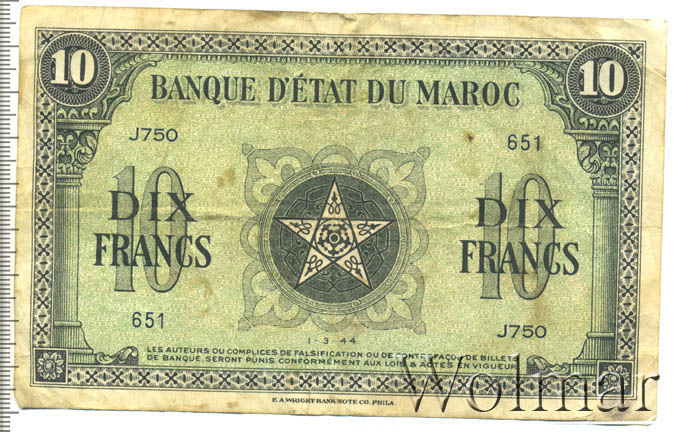 10 10
BANQUE D'ÉTAT DU MAROC
J750 651
10 10
DIX DIX
FRANCS FRANCS
651 J750
1-3-44
LES AUTEURS OU COMPLICES DE FALSIFICATION OU DE CONTREFAÇON DE BILLETS
DE BANQUE, SERONT PUNIS CONFORMÉMENT AUX LOIS & ACTES EN VIGUEUR
E.A. WRIGHT BANK NOTE CO. PHILA.
Wolmar